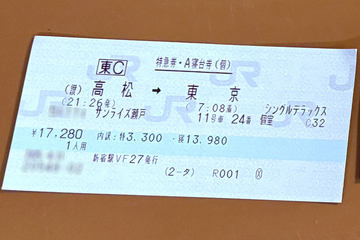 東C 特急券・A寝台券(個)
(讃) 高松 → 東京
(21:26発) (7:08着) シングルデラックス
サンライズ瀬戸 11号車 24番 個室 C32
￥17,280 内訳:特3,300・寝13,980
1人用
新宿駅VF27発行
(2-タ) R001